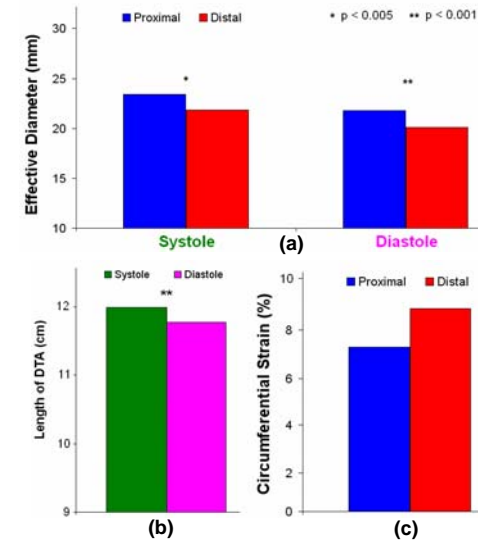 Proximal Distal
* p < 0.005 ** p < 0.001
Effective Diameter (mm)
30
25
20
15
10
*
**
Systole
Diastole
(a)
Systole Diastole
Length of DTA (cm)
12
11
10
9
**
(b)
Proximal Distal
Circumferential Strain (%)
10
8
6
4
2
0
(c)